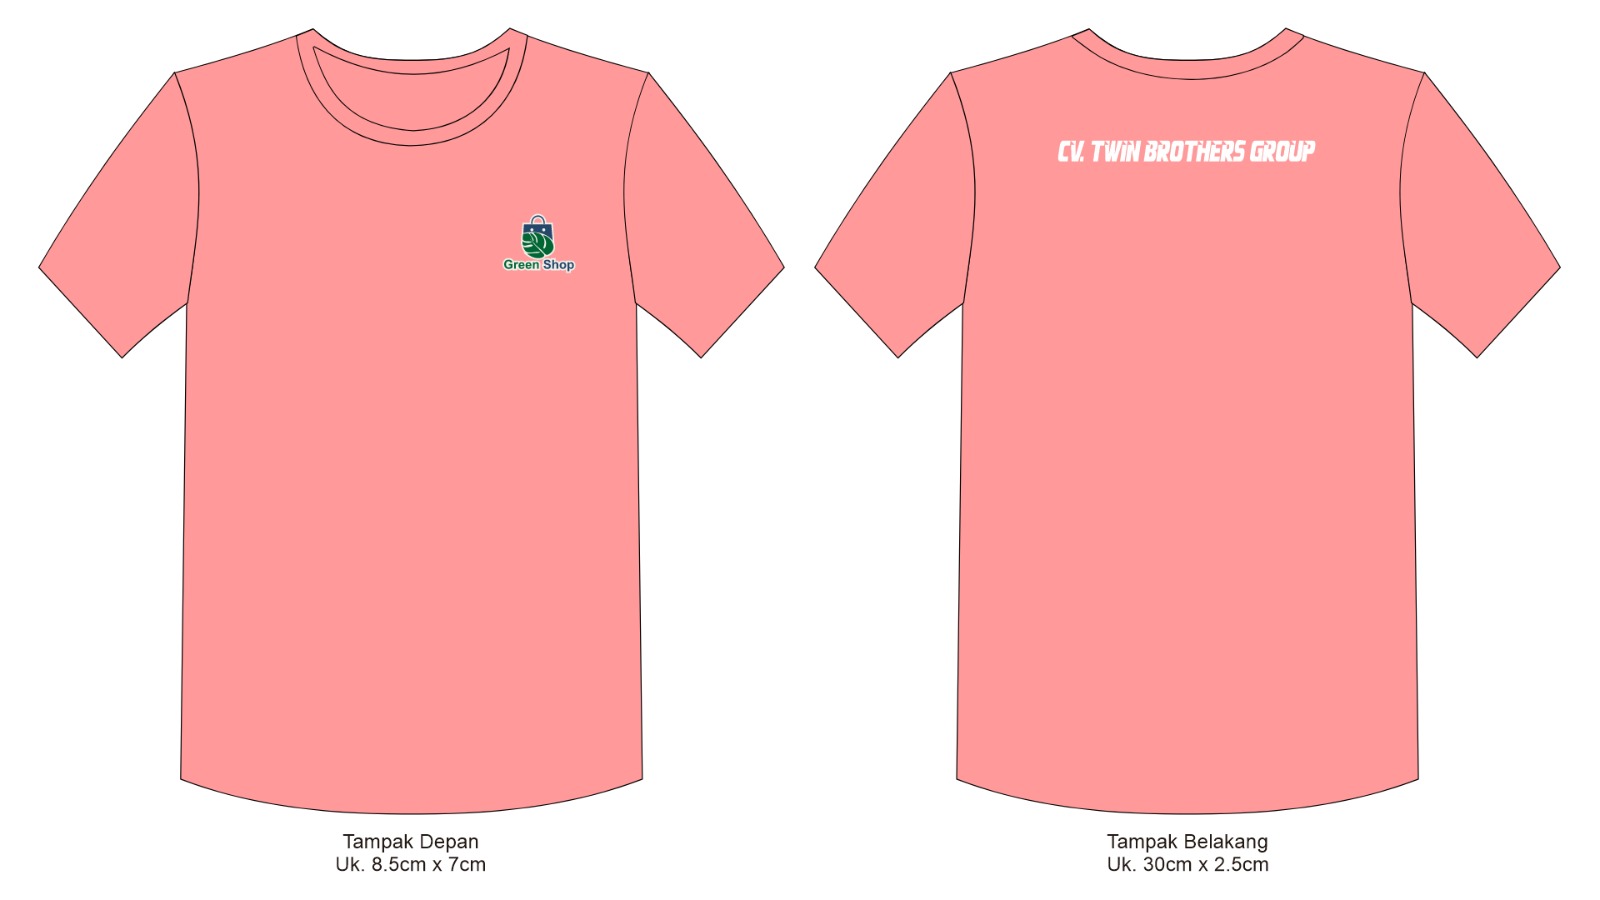 CV. TWIN BROTHERS GROUP
Green Shop
Tampak Depan
Uk. 8.5cm x 7cm
Tampak Belakang
Uk. 30cm x 2.5cm